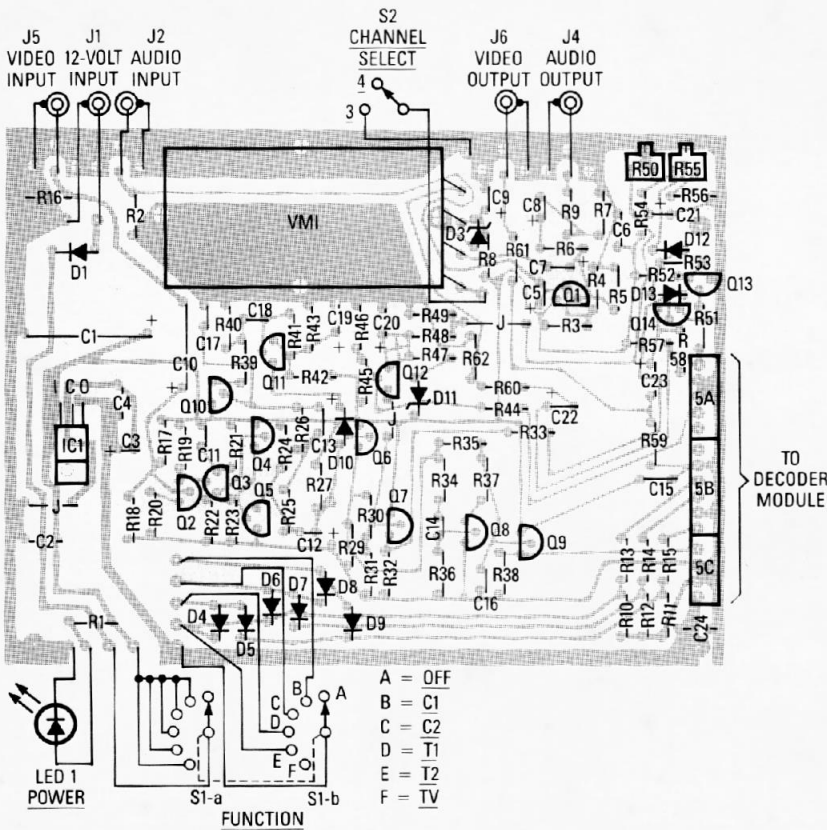 S2
CHANNEL
SELECT
J5
VIDEO
INPUT
J1
12-VOLT
INPUT
J2
AUDIO
INPUT
J6
VIDEO
OUTPUT
J4
AUDIO
OUTPUT
4
3
R50 R55
R16
R2
VMI
D3
C9
R8
R61
C8
R9
R7
C6
R54
R56
C21
D1
R6
C7
C5
Q1
R4
R5
R3
D12
R53
R52
D13
Q13
Q14
R51
R57
R
58
C1
C10
C17
R40
C18
R39
Q11
R41
R43
C19
R46
C20
R49
R48
R47
J
R62
R42
R45
Q12
D11
R60
R44
C22
C23
5A
C O
C4
IC1
C3
Q10
R17
R19
C11
R21
Q4
R24
R26
C13
D10
Q6
J
R33
R35
R59
J
C2
R18
R20
Q2
Q3
R22
R23
Q5
R25
R27
C12
R29
R30
Q7
R31
R32
R34
R37
C14
Q8
Q9
R36
R38
C16
C15
5B
TO
DECODER
MODULE
5C
R13
R14
R15
R10
R12
R11
C24
R1
D4
D5
D6
D7
D8
D9
B
A
C
D
E
F
A = OFF
B = C1
C = C2
D = T1
E = T2
F = TV
LED 1
POWER
S1-a
S1-b
FUNCTION